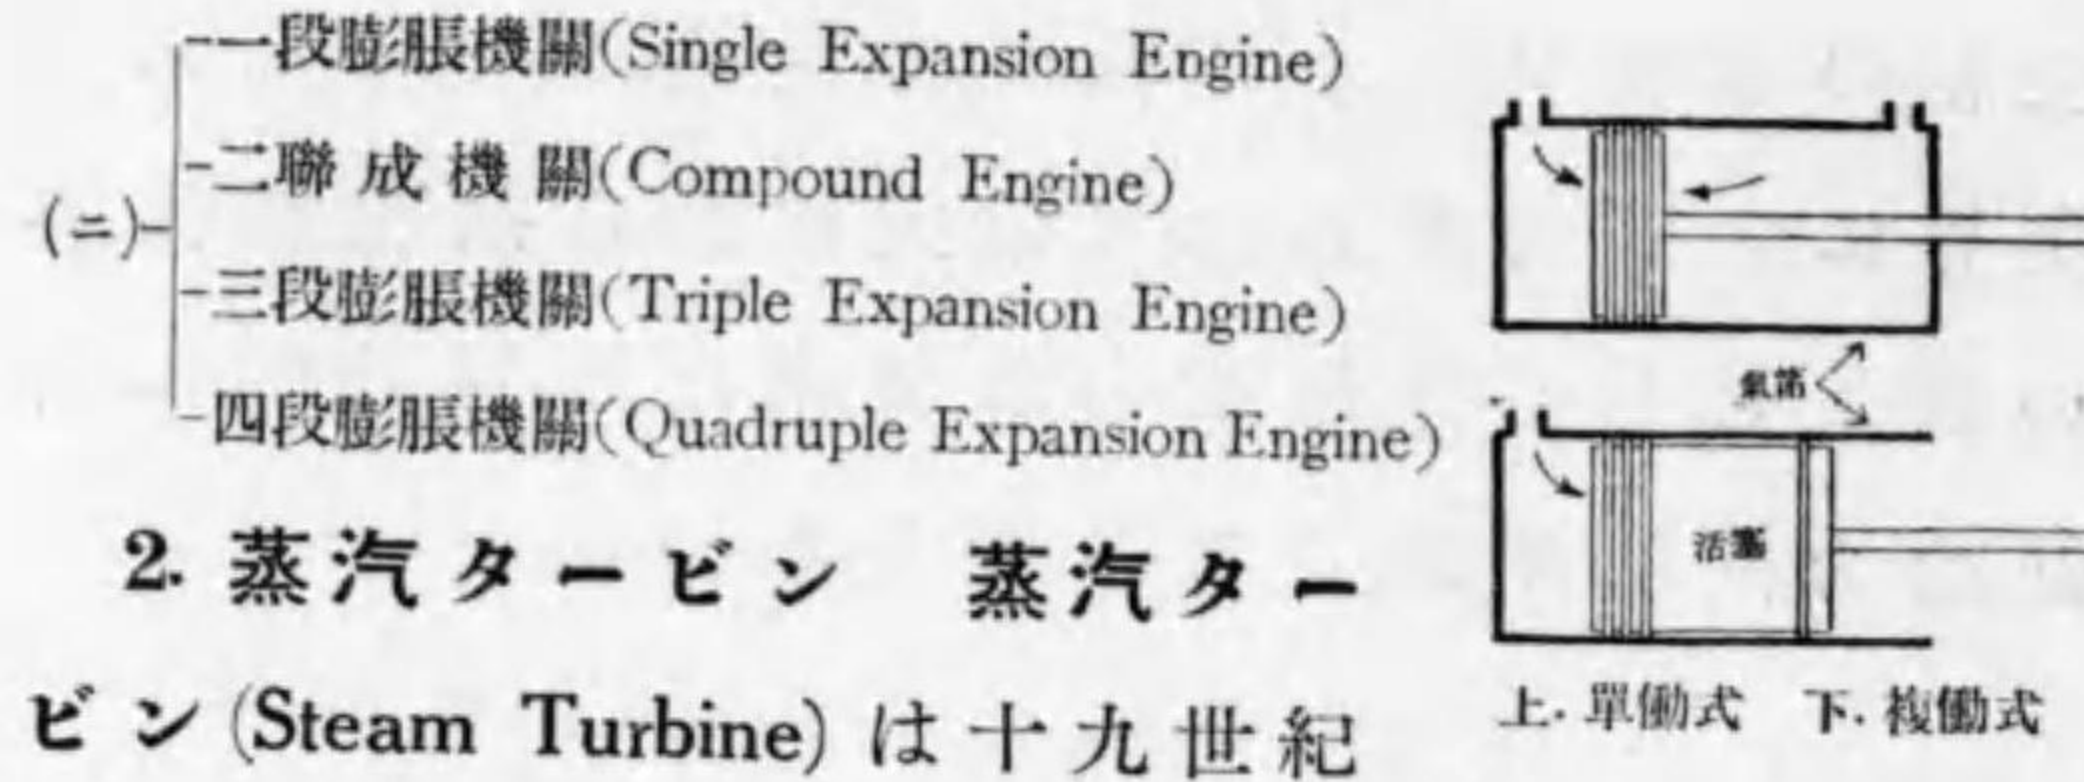 一段膨脹機關(Single Expansion Engine)
二聯成機關(Compound Engine)
(ニ)
三段膨脹機關(Triple Expansion Engine)
四段膨脹機關(Quadruple Expansion Engine)
2. 蒸汽タービン 蒸汽ター
ビン(Steam Turbine)は十九世紀
氣筩
活塞
上. 單働式 下. 複働式